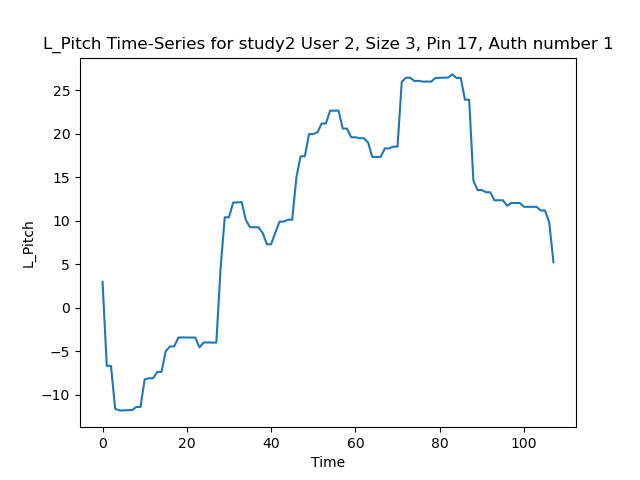 L_Pitch Time-Series for study2 User 2, Size 3, Pin 17, Auth number 1
25
20
15
10
5
0
−5
−10
L_Pitch
0 20 40 60 80 100
Time